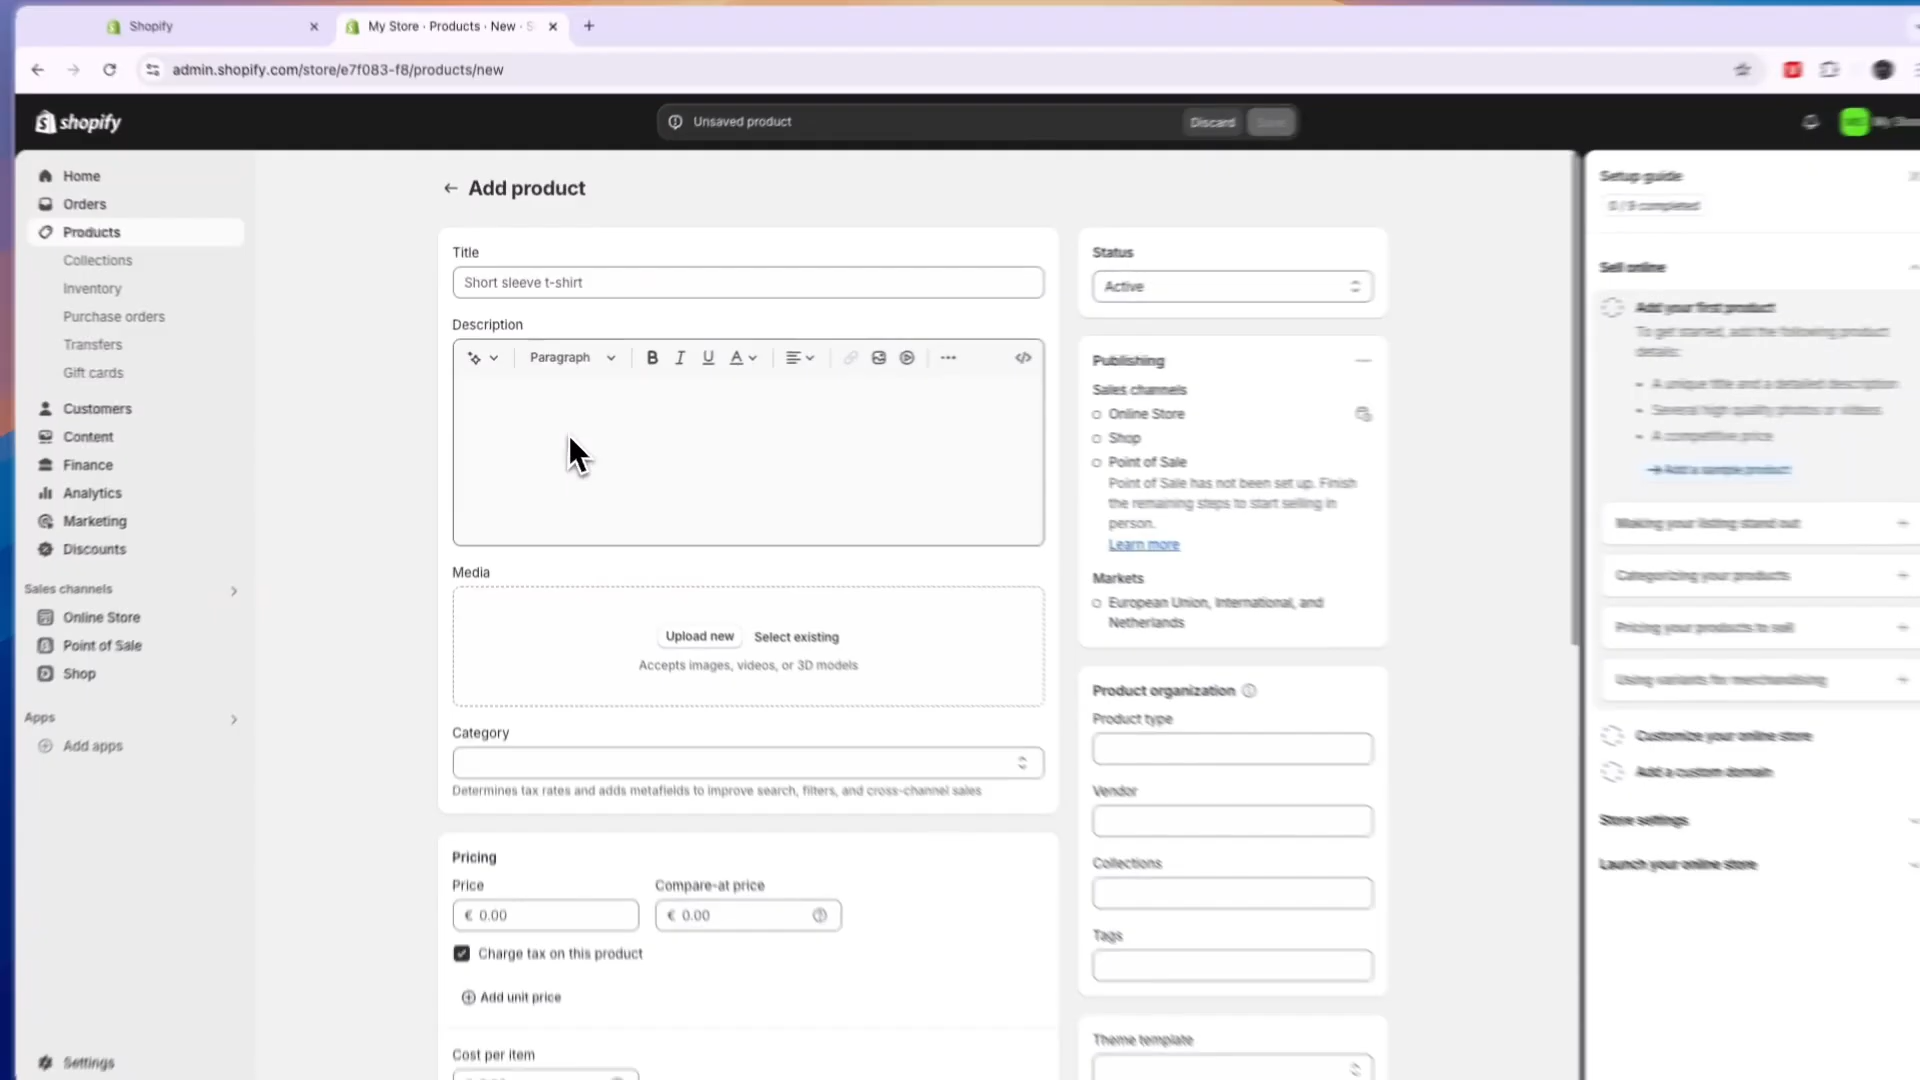 Shopify
My Store · Products · New · S
admin.shopify.com/store/e7f083-f8/products/new
shopify
Unsaved product
Discard
Home
Orders
Products
Collections
Inventory
Purchase orders
Transfers
Gift cards
Customers
Content
Finance
Analytics
Marketing
Discounts
Sales channels
Online Store
Point of Sale
Shop
Apps
Add apps
Settings
Add product
Title
Short sleeve t-shirt
Description
Paragraph
Media
Upload new Select existing
Accepts images, videos, or 3D models
Category
Determines tax rates and adds metafields to improve search, filters, and cross-channel sales
Pricing
Price
Compare-at price
€ 0.00
€ 0.00
Charge tax on this product
Add unit price
Cost per item
Status
Active
Publishing
Sales channels
Online Store
Shop
Point of Sale
Point of Sale has not been set up. Finish
the remaining steps to start selling in
person.
Learn more
Markets
European Union, International, and
Netherlands
Product organization
Product type
Vendor
Collections
Tags
Theme template
Setup guide
0 / 9 completed
Sell online
Add your first product
To get started, add the following product
details:
A unique title and a detailed description
Several high quality photos or videos
A competitive price
Add a sample product
Making your listing stand out
Categorizing your products
Pricing your products to sell
Using variants for merchandising
Customize your online store
Add a custom domain
Store settings
Launch your online store